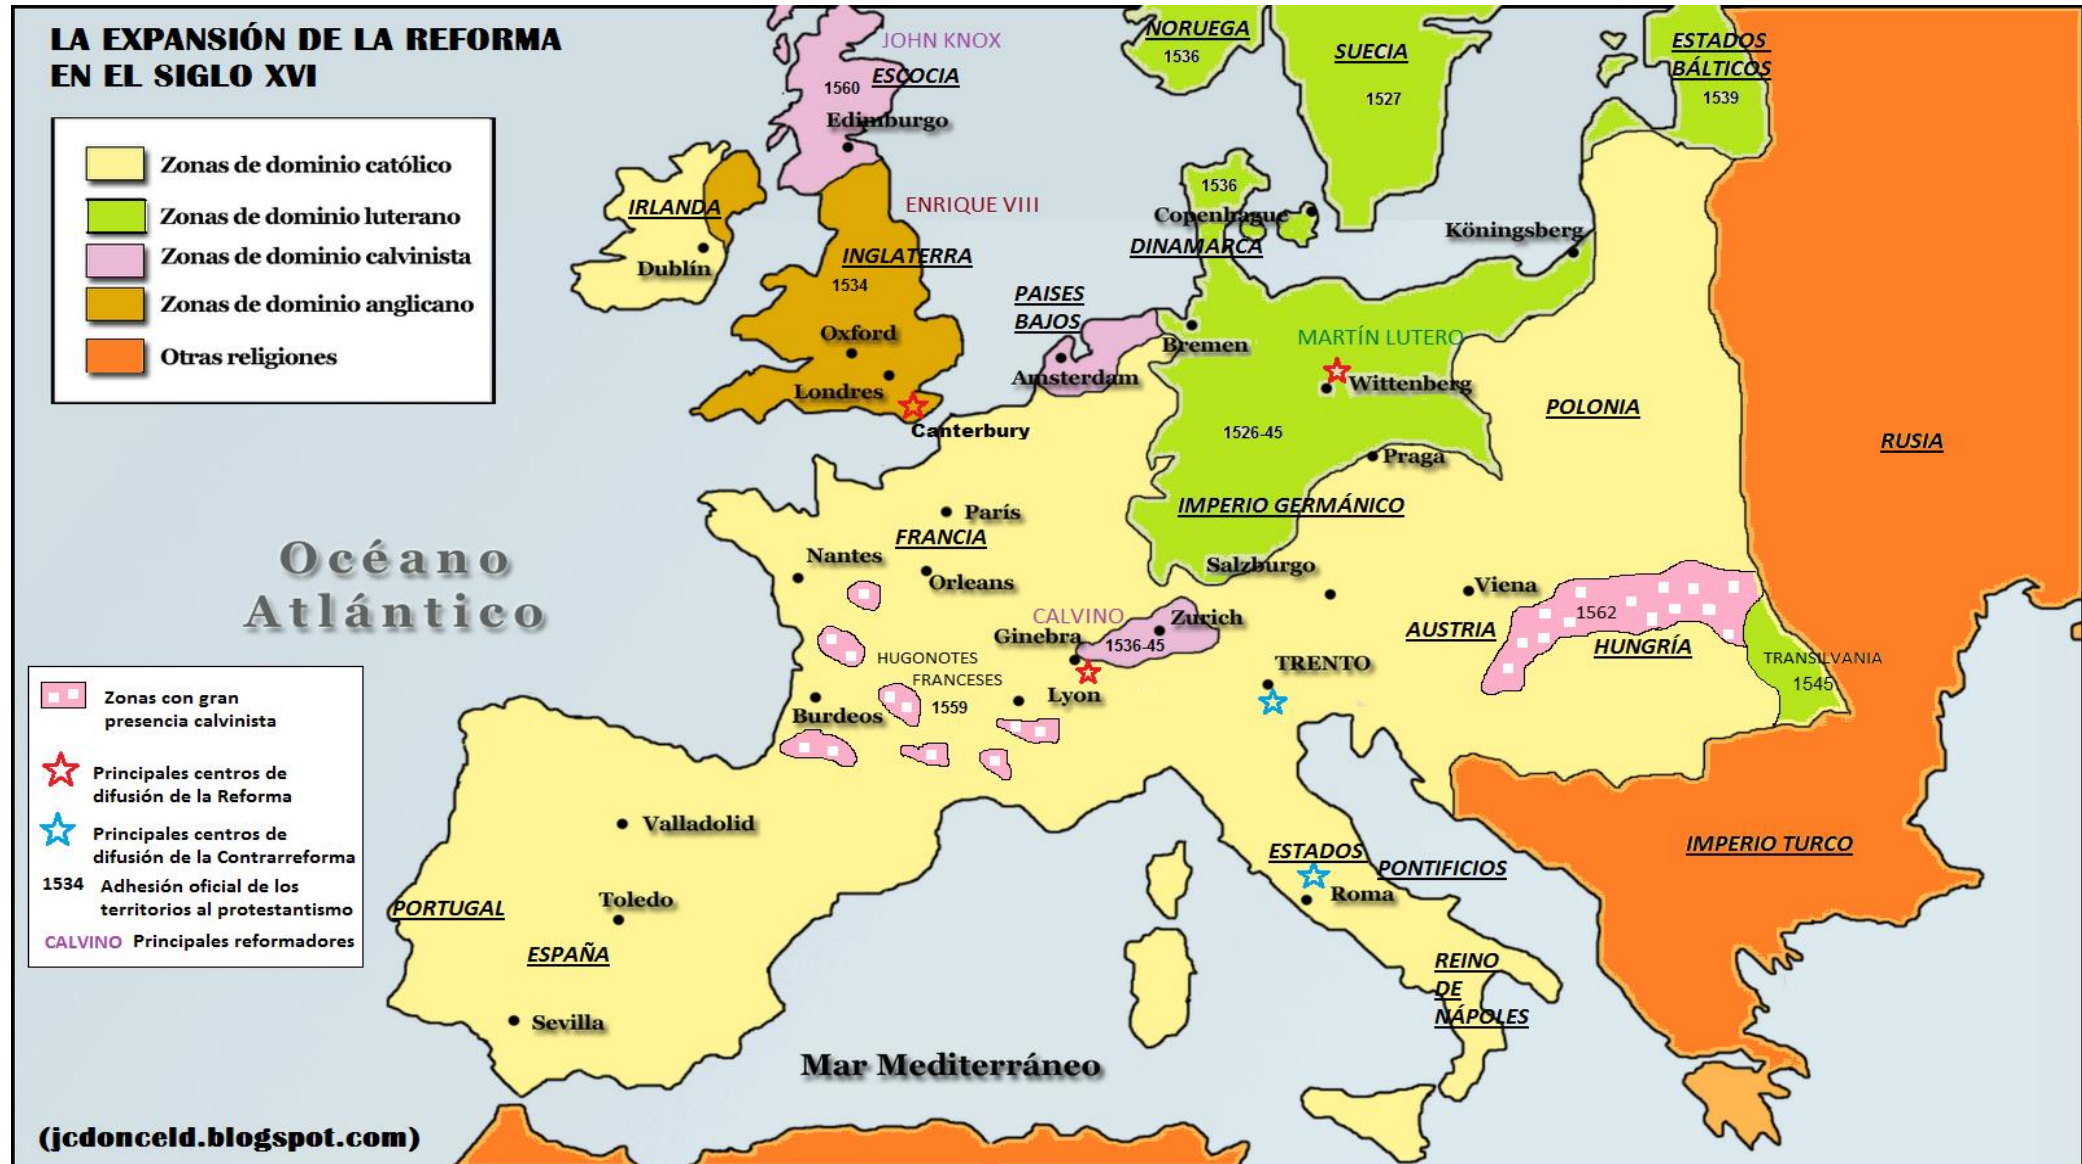 LA EXPANSIÓN DE LA REFORMA
EN EL SIGLO XVI
Zonas de dominio católico
Zonas de dominio luterano
Zonas de dominio calvinista
Zonas de dominio anglicano
Otras religiones
JOHN KNOX
ESCOCIA
1560
Edimburgo
NORUEGA
1536
SUECIA
1527
ESTADOS
BÁLTICOS
1539
IRLANDA
Dublín
ENRIQUE VIII
INGLATERRA
1534
Oxford
Londres
Canterbury
1536
Copenhague
DINAMARCA
Köningsberg
PAISES
BAJOS
Amsterdam
Bremen
MARTÍN LUTERO
Wittenberg
1526-45
Praga
IMPERIO GERMÁNICO
POLONIA
RUSIA
Océano
Atlántico
París
FRANCIA
Nantes
Orleans
Salzburgo
Viena
CALVINO
Zurich
Ginebra
1536-45
AUSTRIA
1562
HUNGRÍA
TRANSILVANIA
1545
HUGONOTES
FRANCESES
1559
Lyon
TRENTO
Burdeos
Zonas con gran
presencia calvinista
Principales centros de
difusión de la Reforma
Principales centros de
difusión de la Contrarreforma
1534 Adhesión oficial de los
territorios al protestantismo
CALVINO Principales reformadores
Valladolid
Toledo
PORTUGAL
ESPAÑA
Sevilla
ESTADOS
PONTIFICIOS
Roma
IMPERIO TURCO
REINO
DE
NÁPOLES
Mar Mediterráneo
(jcdonceld.blogspot.com)